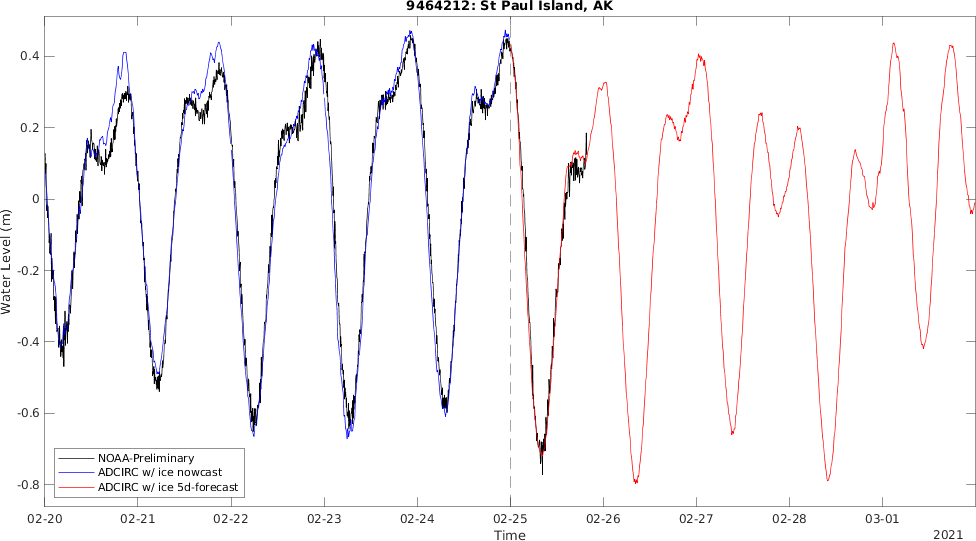 9464212: St Paul Island, AK
0.4
0.2
0
-0.2
-0.4
-0.6
-0.8
Water Level (m)
NOAA-Preliminary
ADCIRC w/ ice nowcast
ADCIRC w/ ice 5d-forecast
02-20 02-21 02-22 02-23 02-24 02-25 02-26 02-27 02-28 03-01
Time
2021